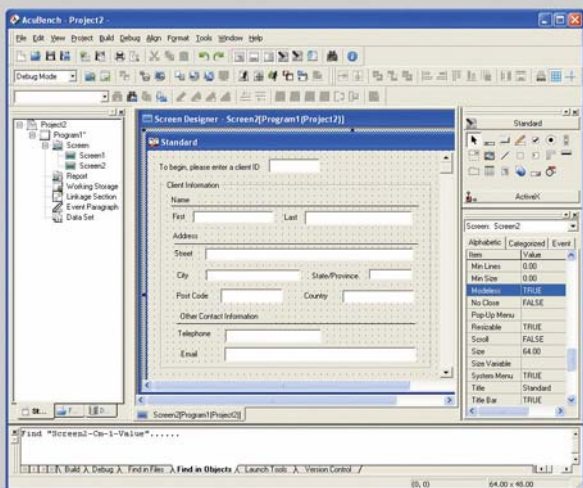 AcuBench - Project2 -
File Edit View Project Build Debug Align Format Tools Window Help
Debug Mode
Project2
Program1*
Screen
Screen1
Screen2
Report
Working Storage
Linkage Section
Event Paragraph
Data Set
St...
F...
D...
Screen Designer - Screen2[Program1(Project2)]
Standard
To begin, please enter a client ID
Client Information
Name
First Last
Address
Street
City State/Province.
Post Code Country
Other Contact Information
Telephone
Email
Screen2[Program1(Project2)]
Standard
ActiveX
Screen: Screen2
Alphabetic Categorized Event
Item Value
Min Lines 0.00
Min Size 0.00
Modeless TRUE
No Close FALSE
Pop-Up Menu
Resizable TRUE
Scroll FALSE
Size 64.00
Size Variable
System Menu TRUE
Title Standard
Title Bar TRUE
Find "Screen2-Cm-1-Value"......
Build Debug Find in Files Find in Objects Launch Tools Version Control
(0, 0) 64.00 x 48.00